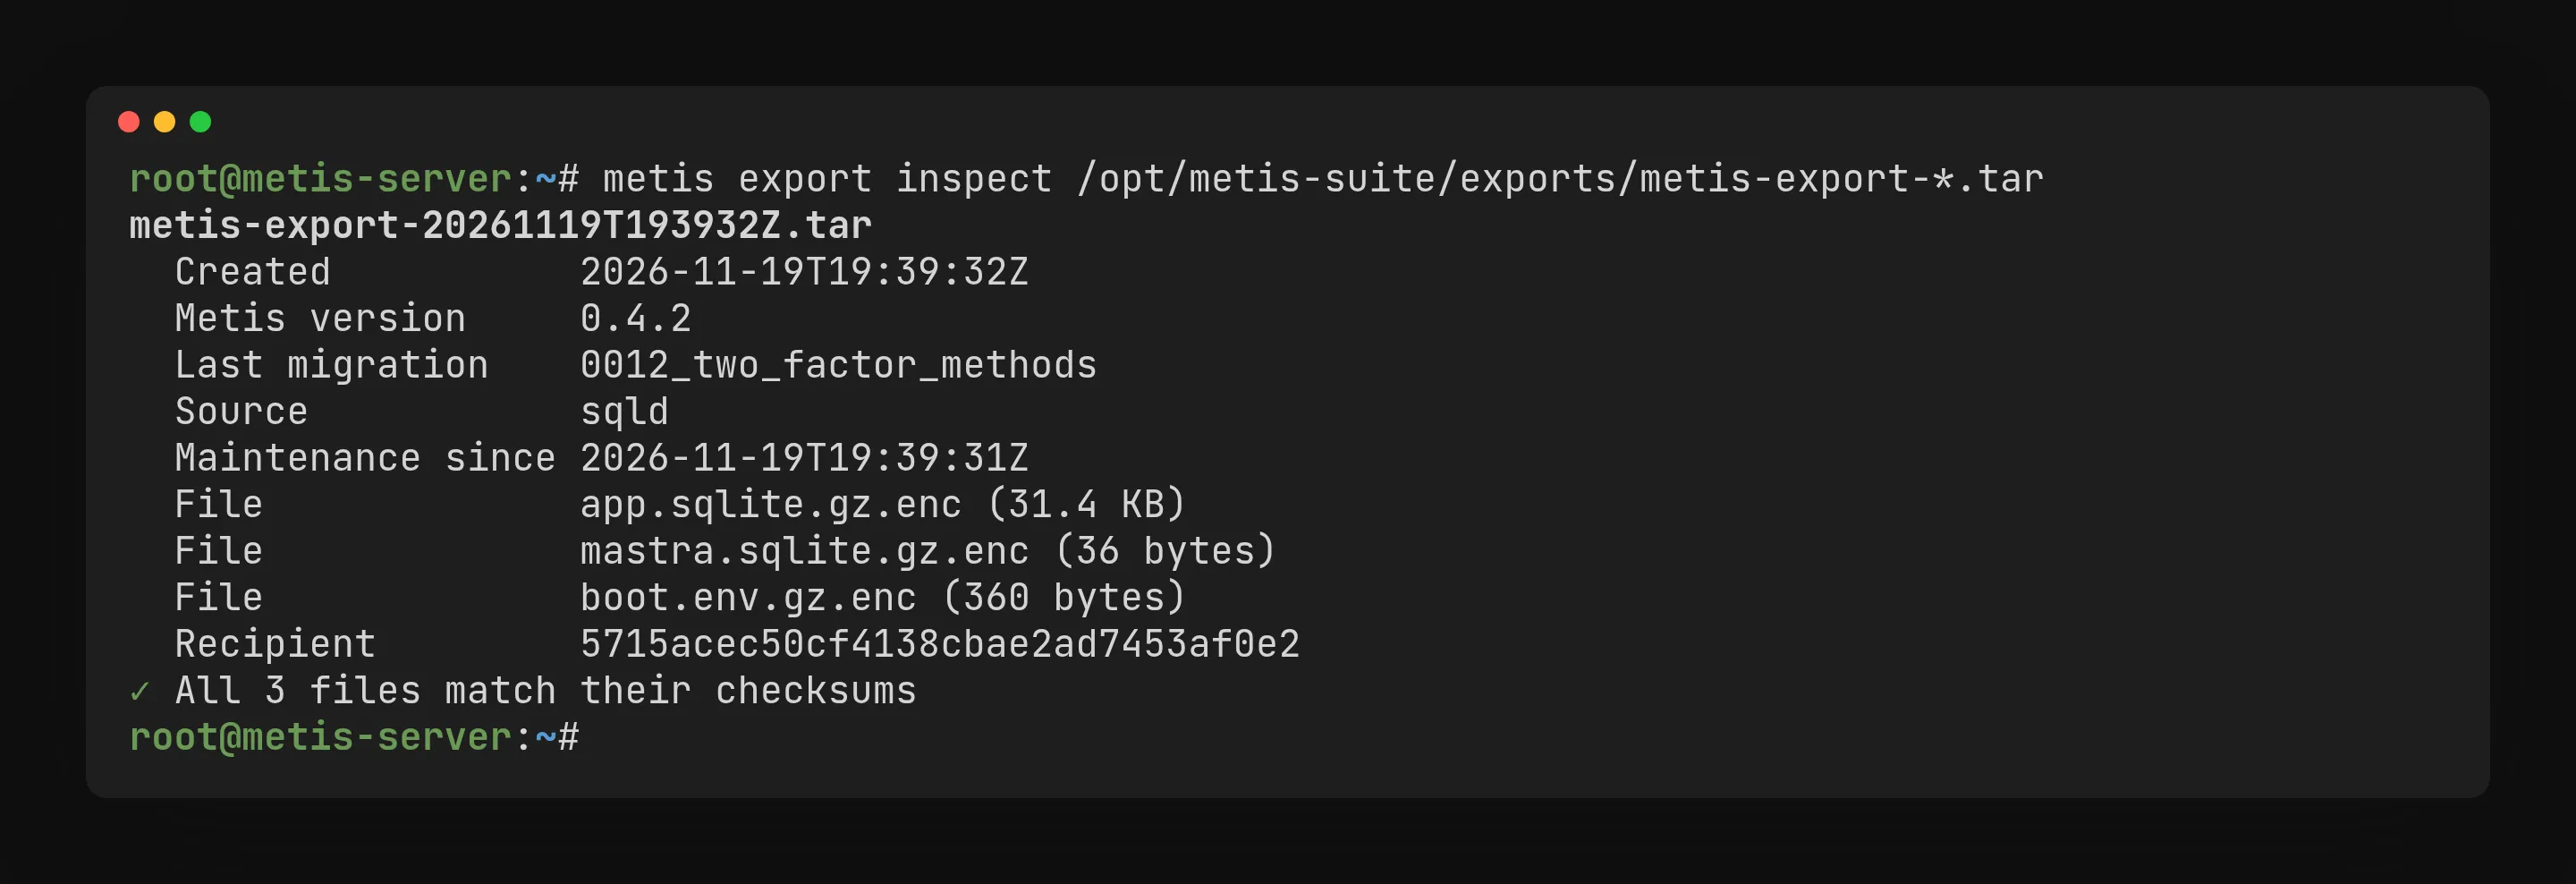 root@metis-server:~# metis export inspect /opt/metis-suite/exports/metis-export-*.tar
metis-export-20261119T193932Z.tar
  Created           2026-11-19T19:39:32Z
  Metis version     0.4.2
  Last migration    0012_two_factor_methods
  Source            sqld
  Maintenance since 2026-11-19T19:39:31Z
  File              app.sqlite.gz.enc (31.4 KB)
  File              mastra.sqlite.gz.enc (36 bytes)
  File              boot.env.gz.enc (360 bytes)
  Recipient         5715acec50cf4138cbae2ad7453af0e2
✓ All 3 files match their checksums
root@metis-server:~#